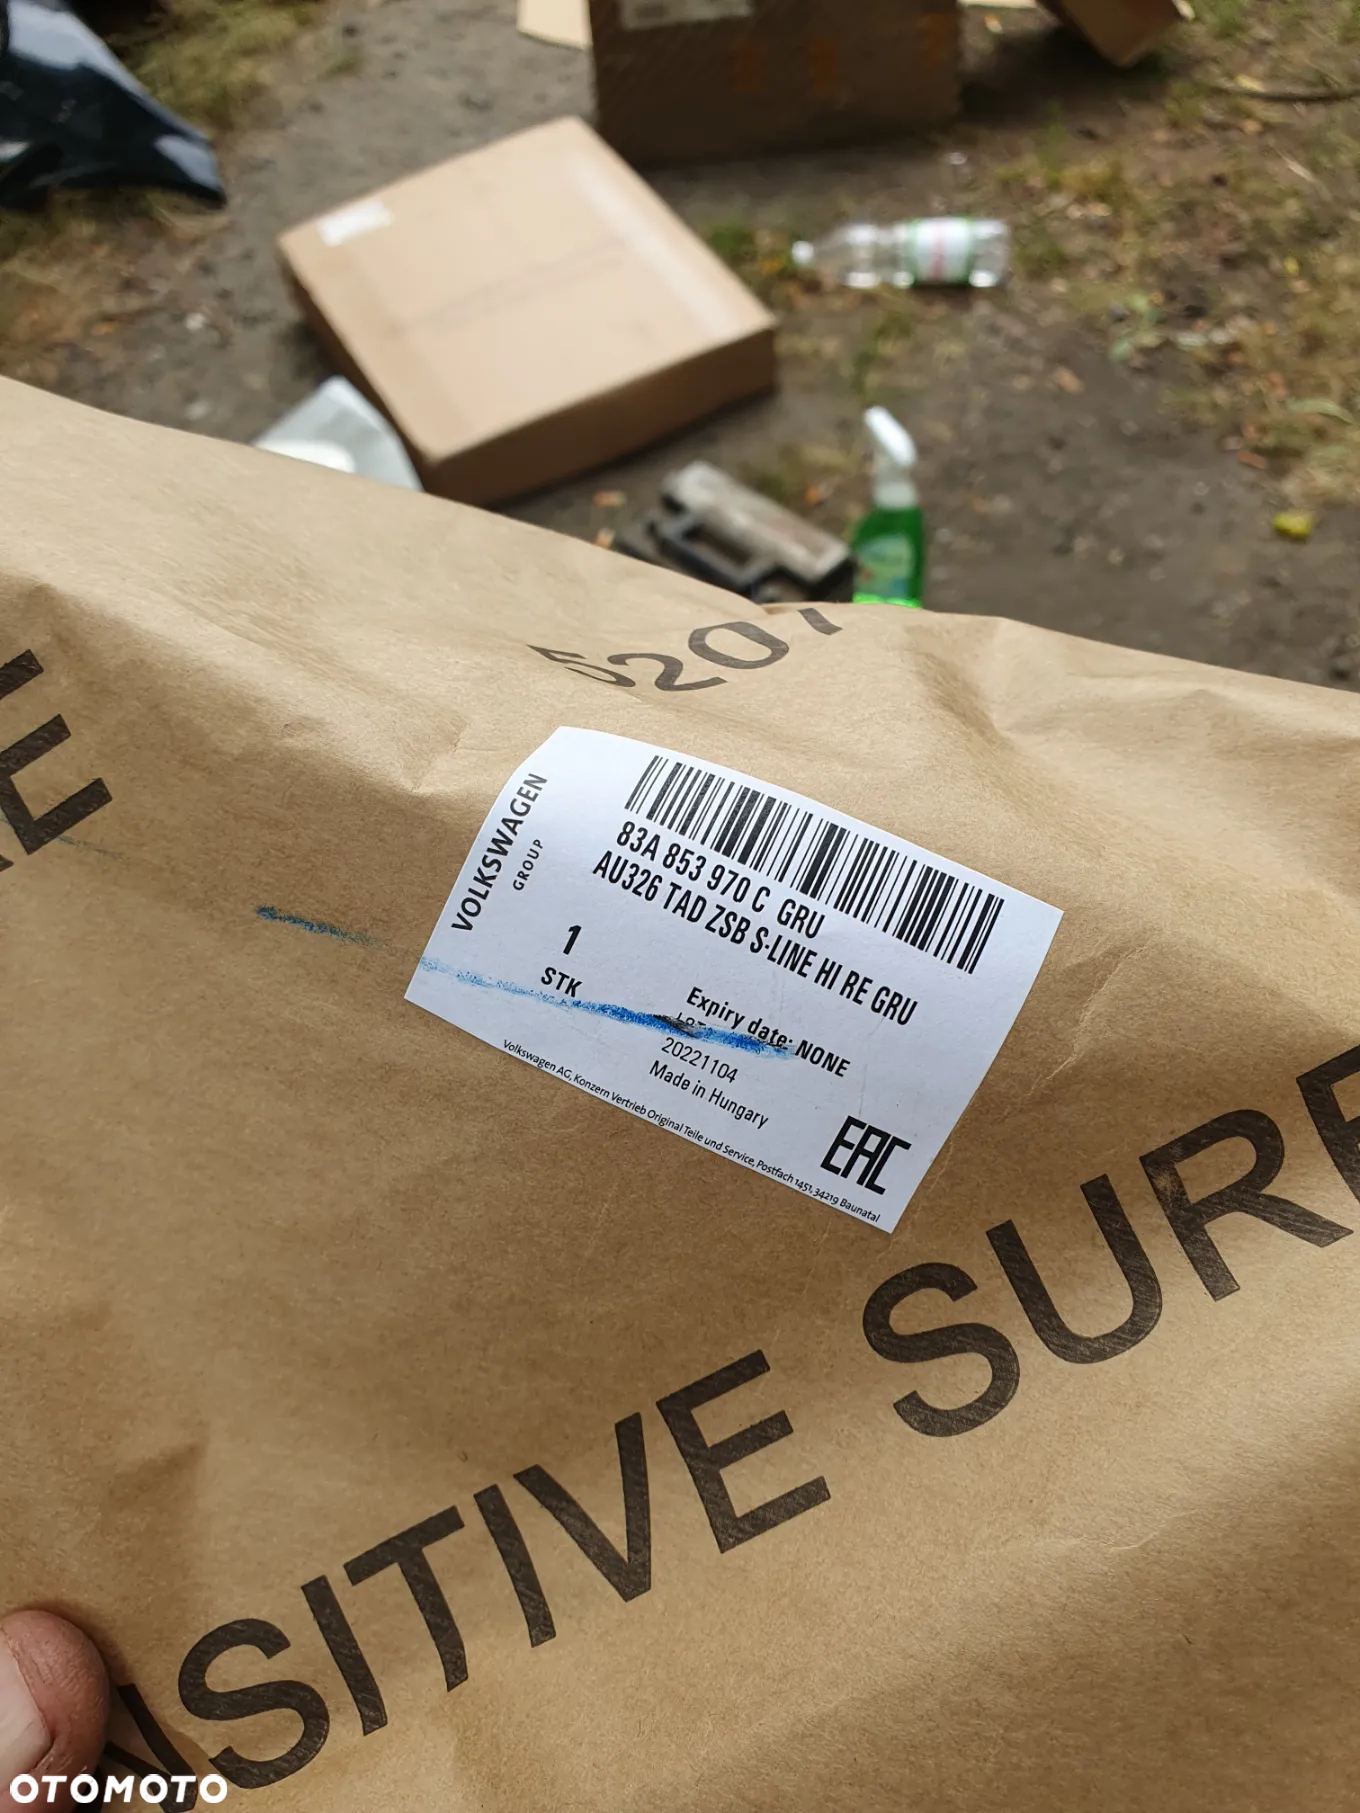 5207
VOLKSWAGEN
GROUP
83A 853 970 C GRU
AU326 TAD ZSB S-LINE HI RE GRU
1
STK
Expiry date: NONE
20221104
Made in Hungary
Volkswagen AG, Konzern Vertrieb Original Teile und Service, Postfach 1451, 34219 Baunatal
EAC
E
NSITIVE SURF
OTOMOTO